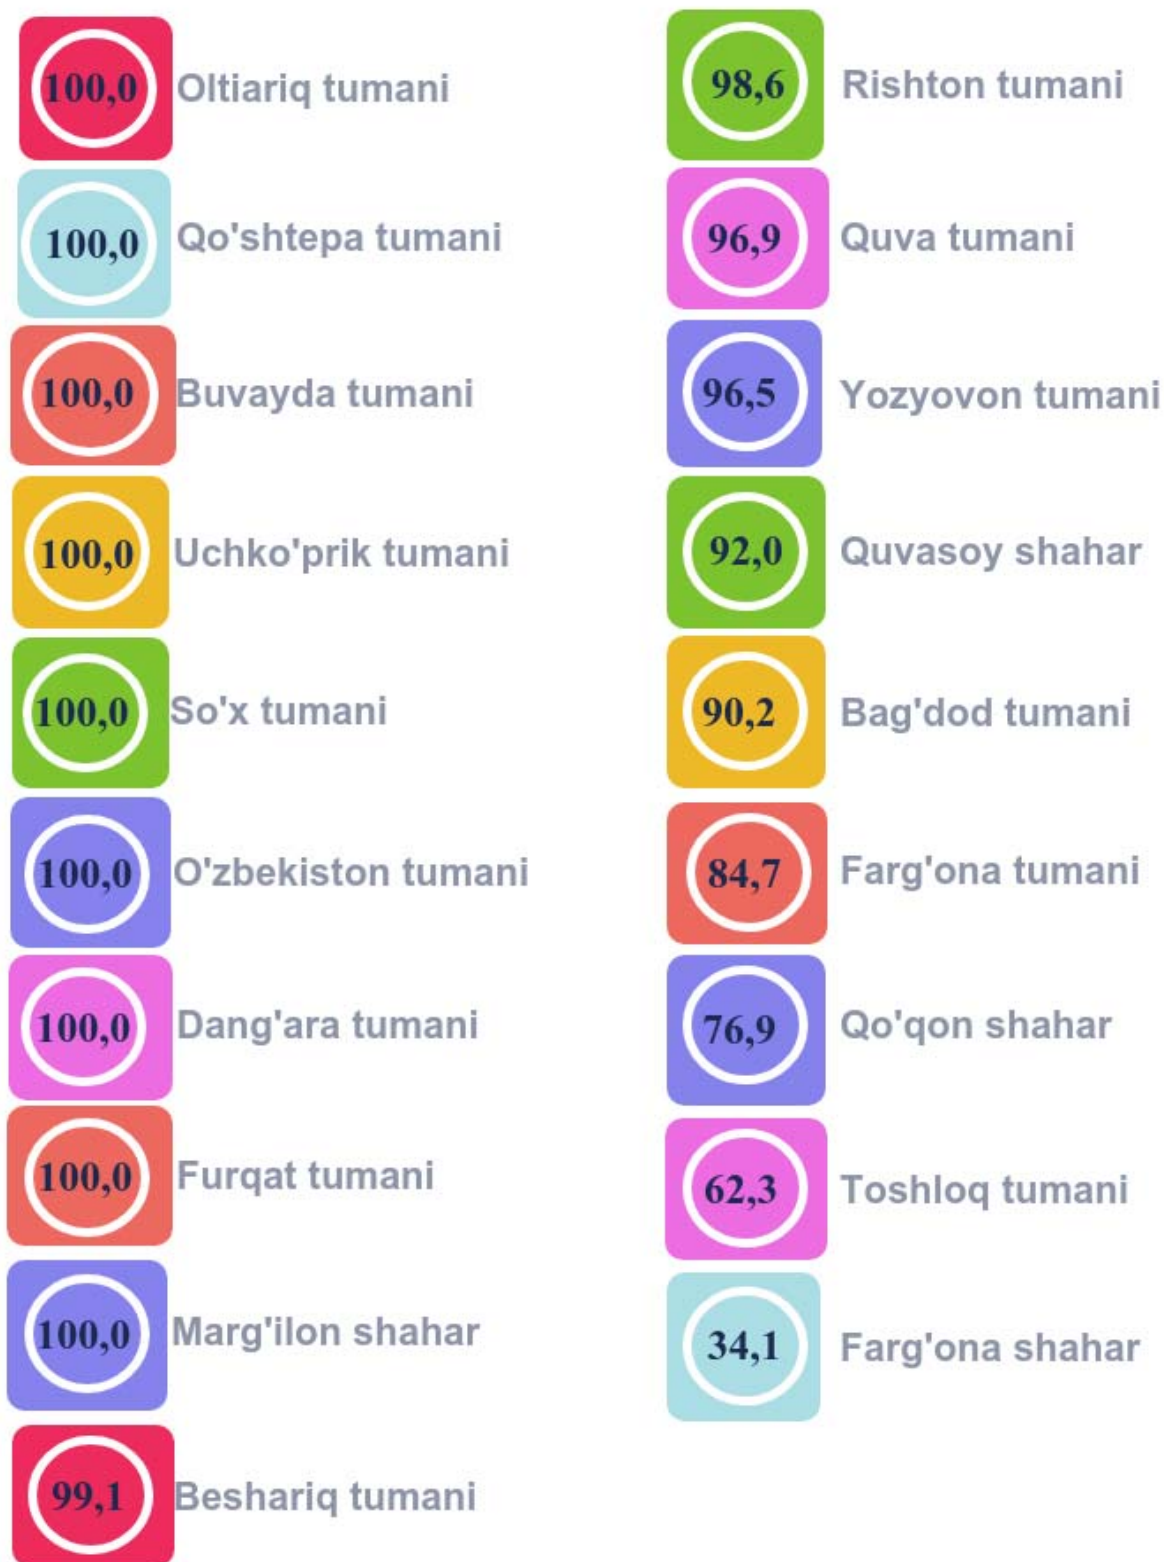 100,0 Oltiariq tumani
100,0 Qo'shtepa tumani
100,0 Buvayda tumani
100,0 Uchko'prik tumani
100,0 So'x tumani
100,0 O'zbekiston tumani
100,0 Dang'ara tumani
100,0 Furqat tumani
100,0 Marg'ilon shahar
99,1 Beshariq tumani
98,6 Rishton tumani
96,9 Quva tumani
96,5 Yozyovon tumani
92,0 Quvasoy shahar
90,2 Bag'dod tumani
84,7 Farg'ona tumani
76,9 Qo'qon shahar
62,3 Toshloq tumani
34,1 Farg'ona shahar